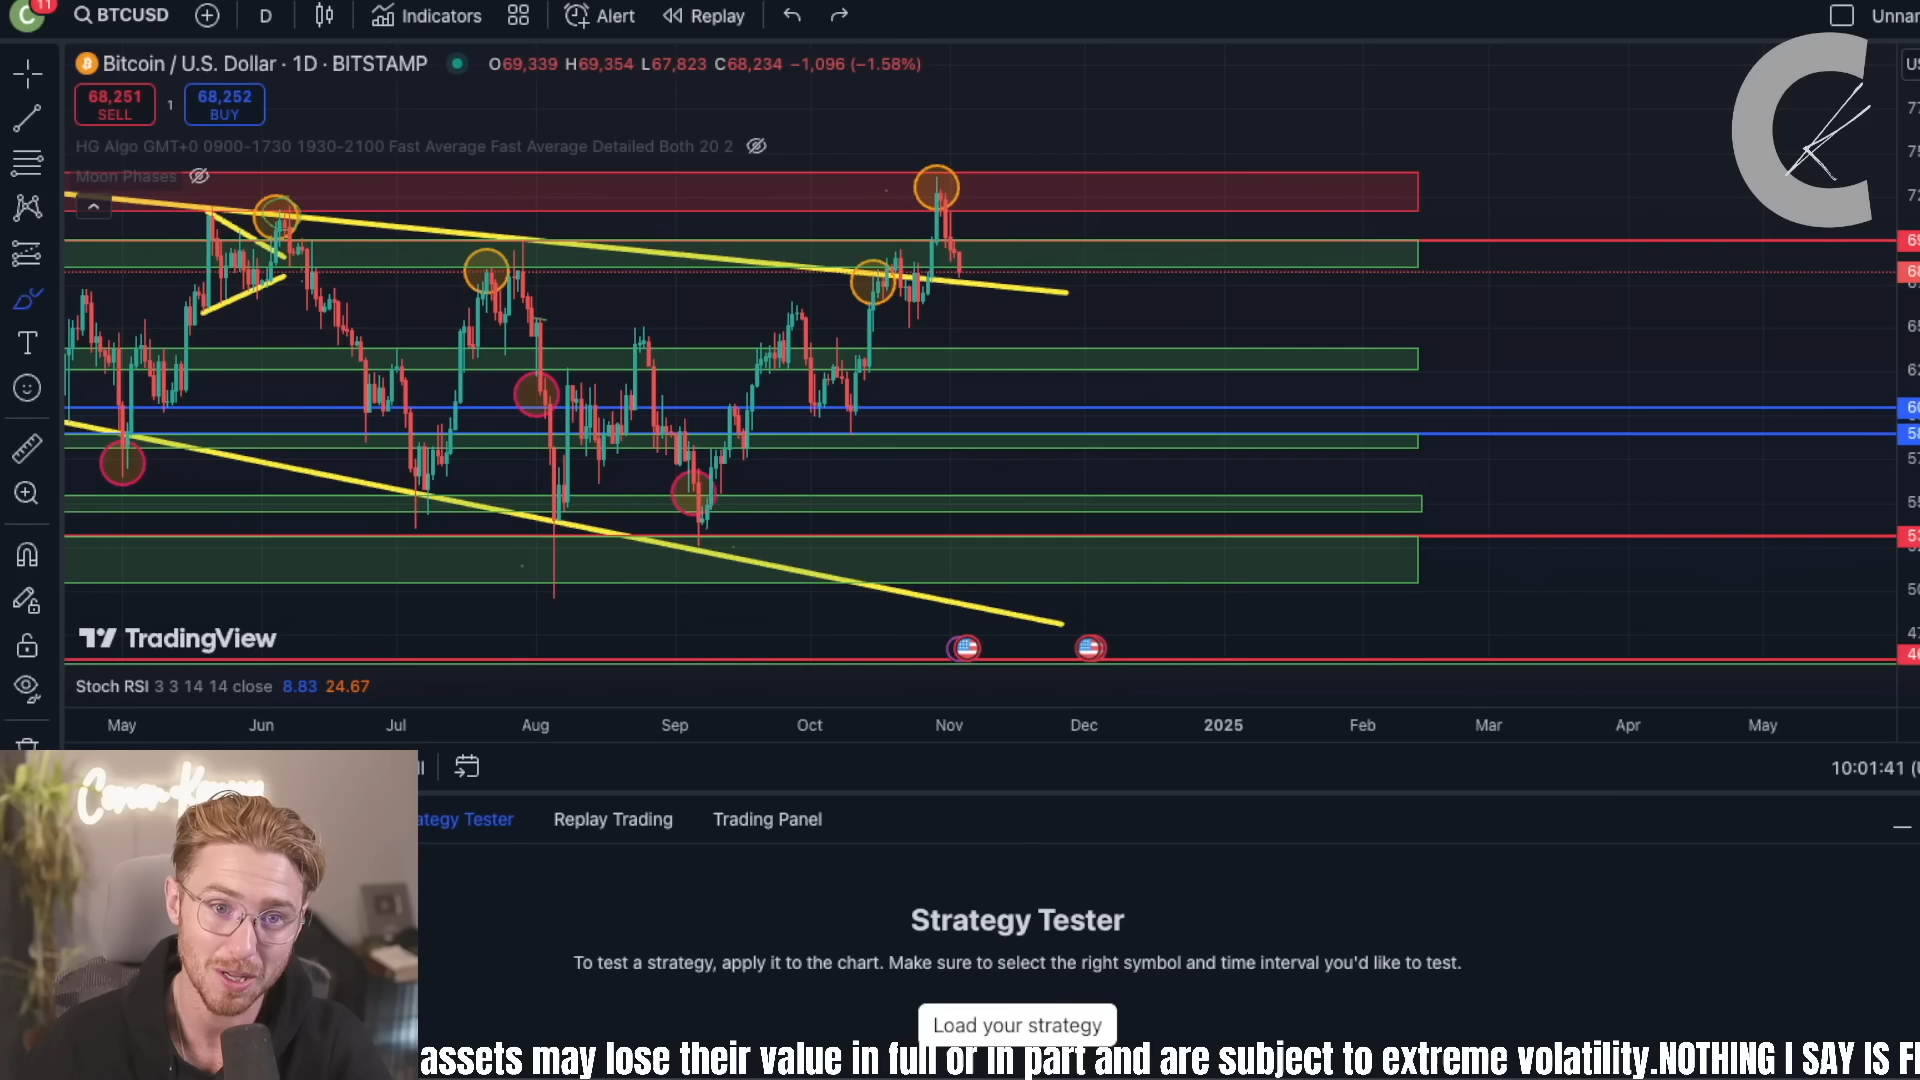 C 11 BTCUSD D Indicators Alert Replay Unnar
Bitcoin / U.S. Dollar · 1D · BITSTAMP O69,339 H69,354 L67,823 C68,234 −1,096 (−1.58%)
68,251 SELL 1 68,252 BUY
HG Algo GMT+0 0900-1730 1930-2100 Fast Average Fast Average Detailed Both 20 2
Moon Phases
TradingView
Stoch RSI 3 3 14 14 close 8.83 24.67
May Jun Jul Aug Sep Oct Nov Dec 2025 Feb Mar Apr May
10:01:41
ategy Tester Replay Trading Trading Panel
Strategy Tester
To test a strategy, apply it to the chart. Make sure to select the right symbol and time interval you'd like to test.
Load your strategy
assets may lose their value in full or in part and are subject to extreme volatility.NOTHING I SAY IS F